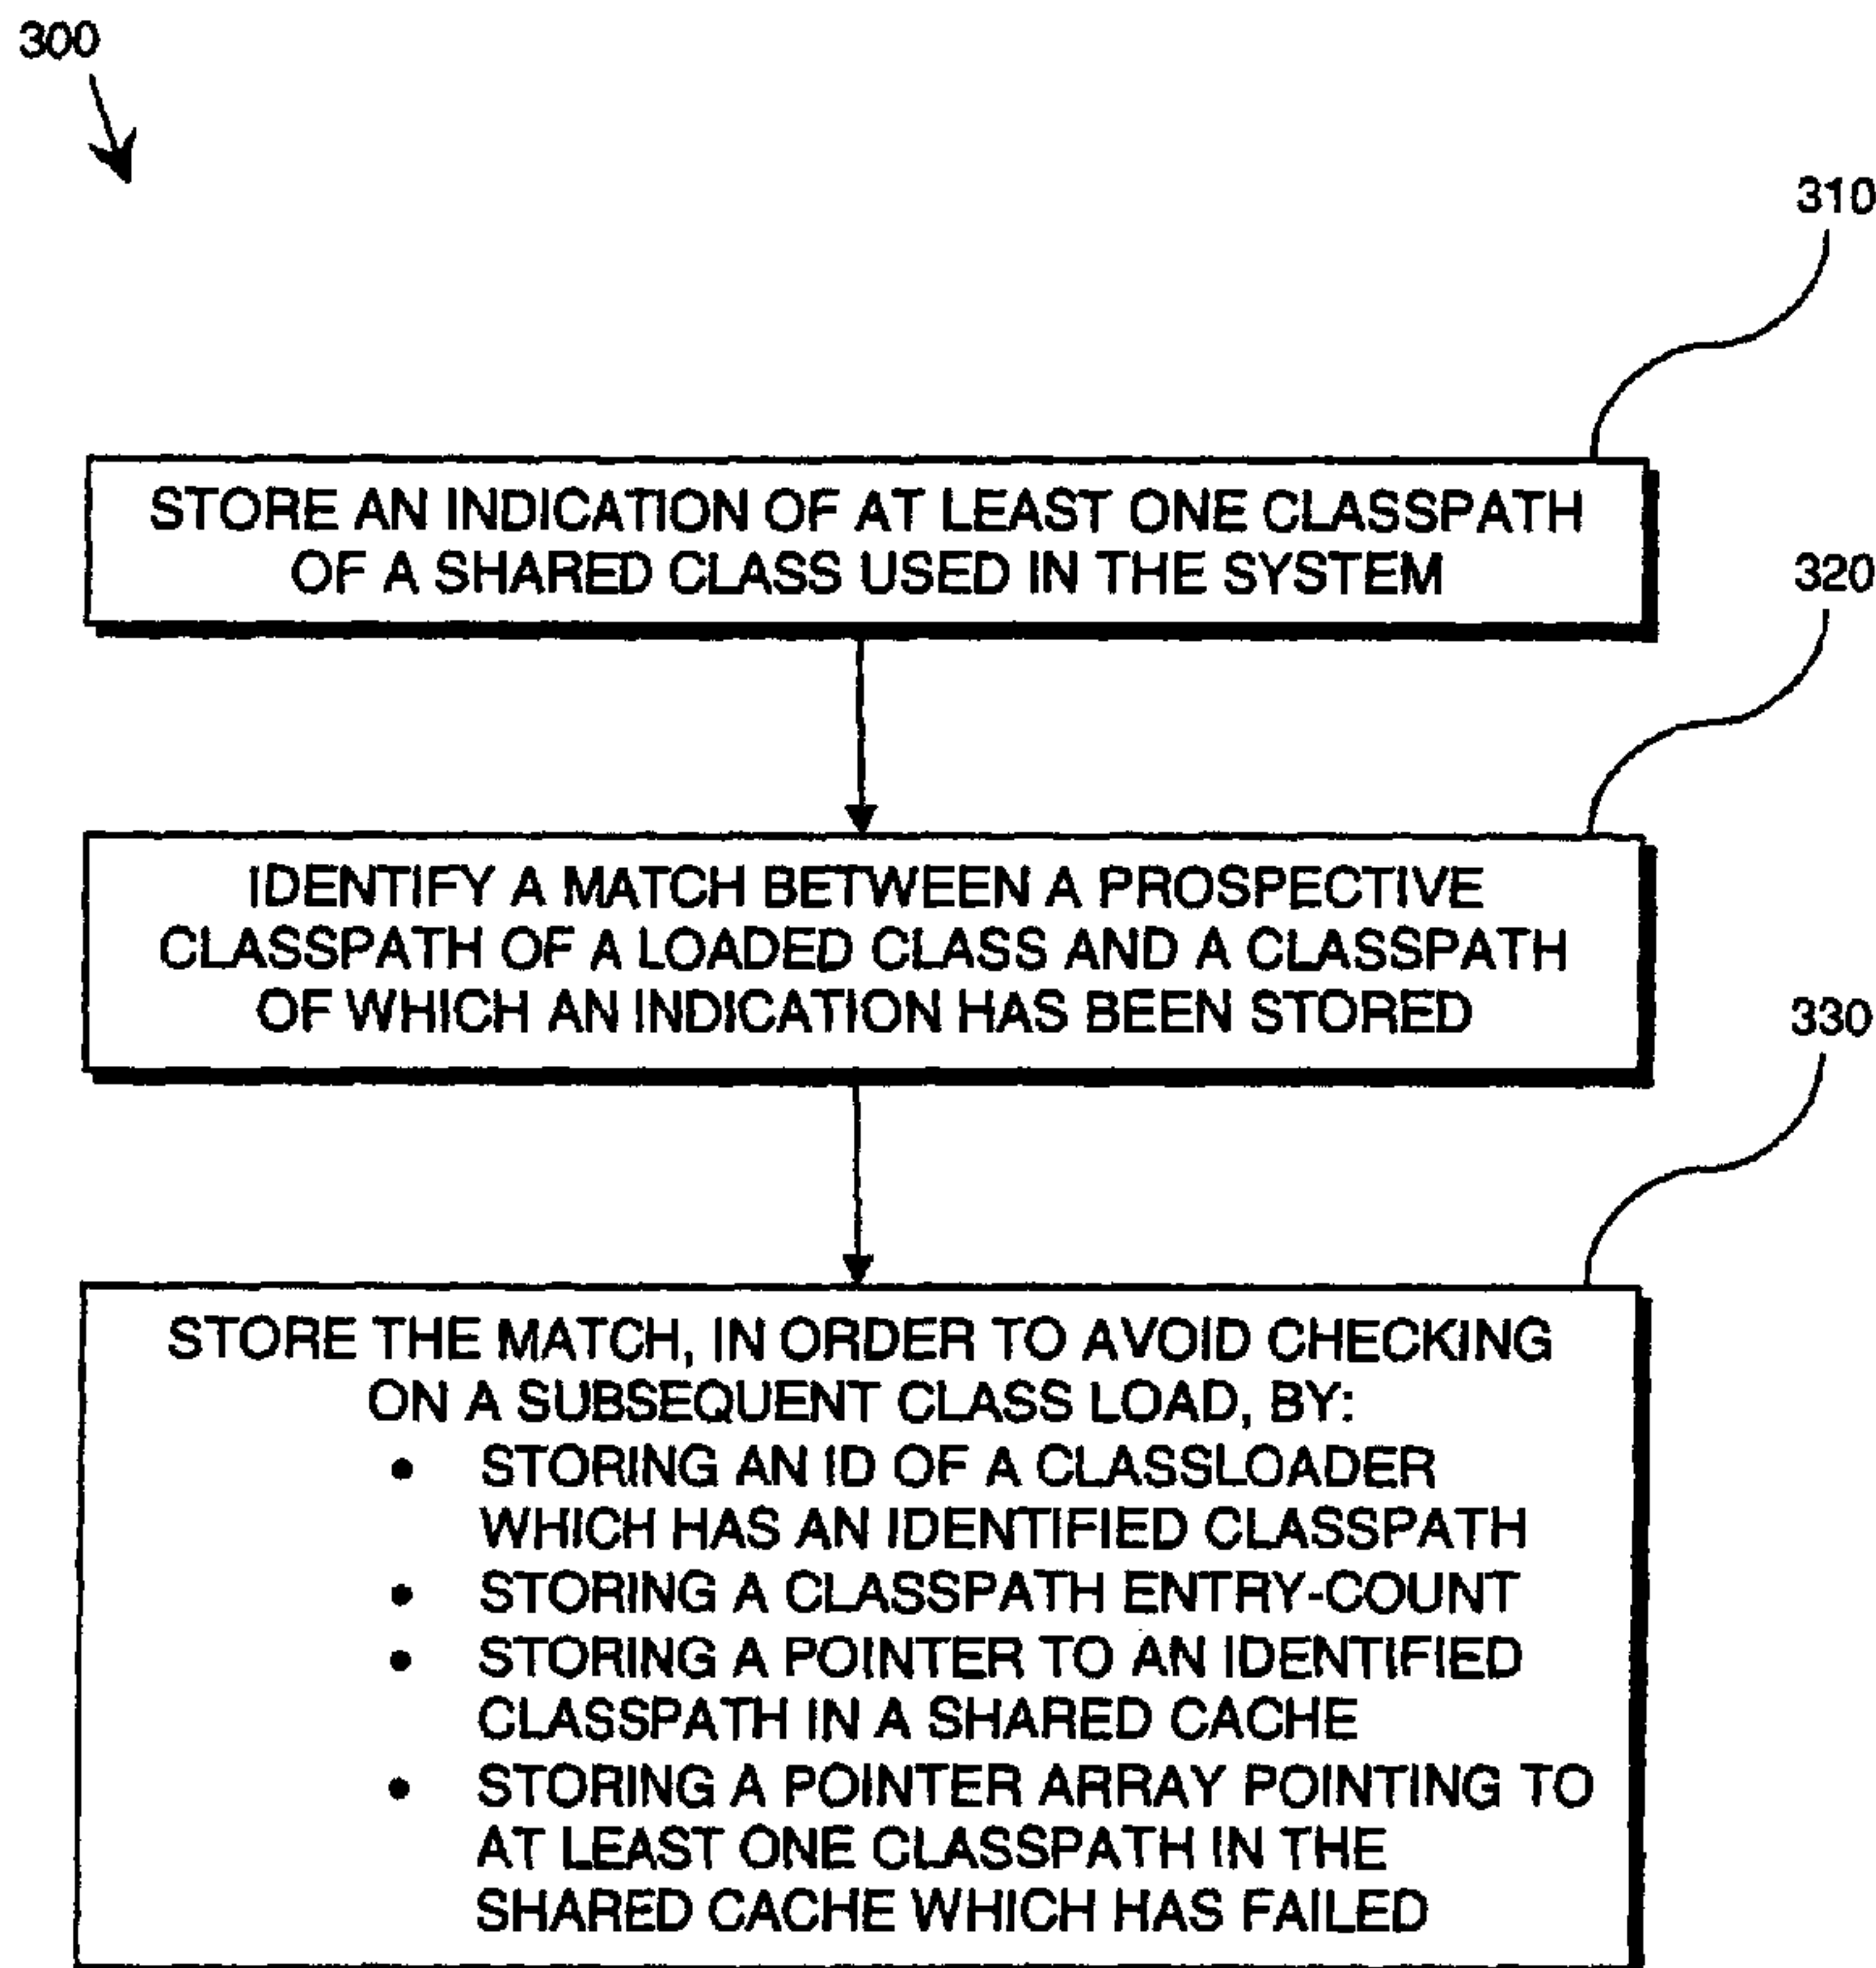 300
310
STORE AN INDICATION OF AT LEAST ONE CLASSPATH
OF A SHARED CLASS USED IN THE SYSTEM
320
IDENTIFY A MATCH BETWEEN A PROSPECTIVE
CLASSPATH OF A LOADED CLASS AND A CLASSPATH
OF WHICH AN INDICATION HAS BEEN STORED
330
STORE THE MATCH, IN ORDER TO AVOID CHECKING
ON A SUBSEQUENT CLASS LOAD, BY:
• STORING AN ID OF A CLASSLOADER
WHICH HAS AN IDENTIFIED CLASSPATH
• STORING A CLASSPATH ENTRY-COUNT
• STORING A POINTER TO AN IDENTIFIED
CLASSPATH IN A SHARED CACHE
• STORING A POINTER ARRAY POINTING TO
AT LEAST ONE CLASSPATH IN THE
SHARED CACHE WHICH HAS FAILED